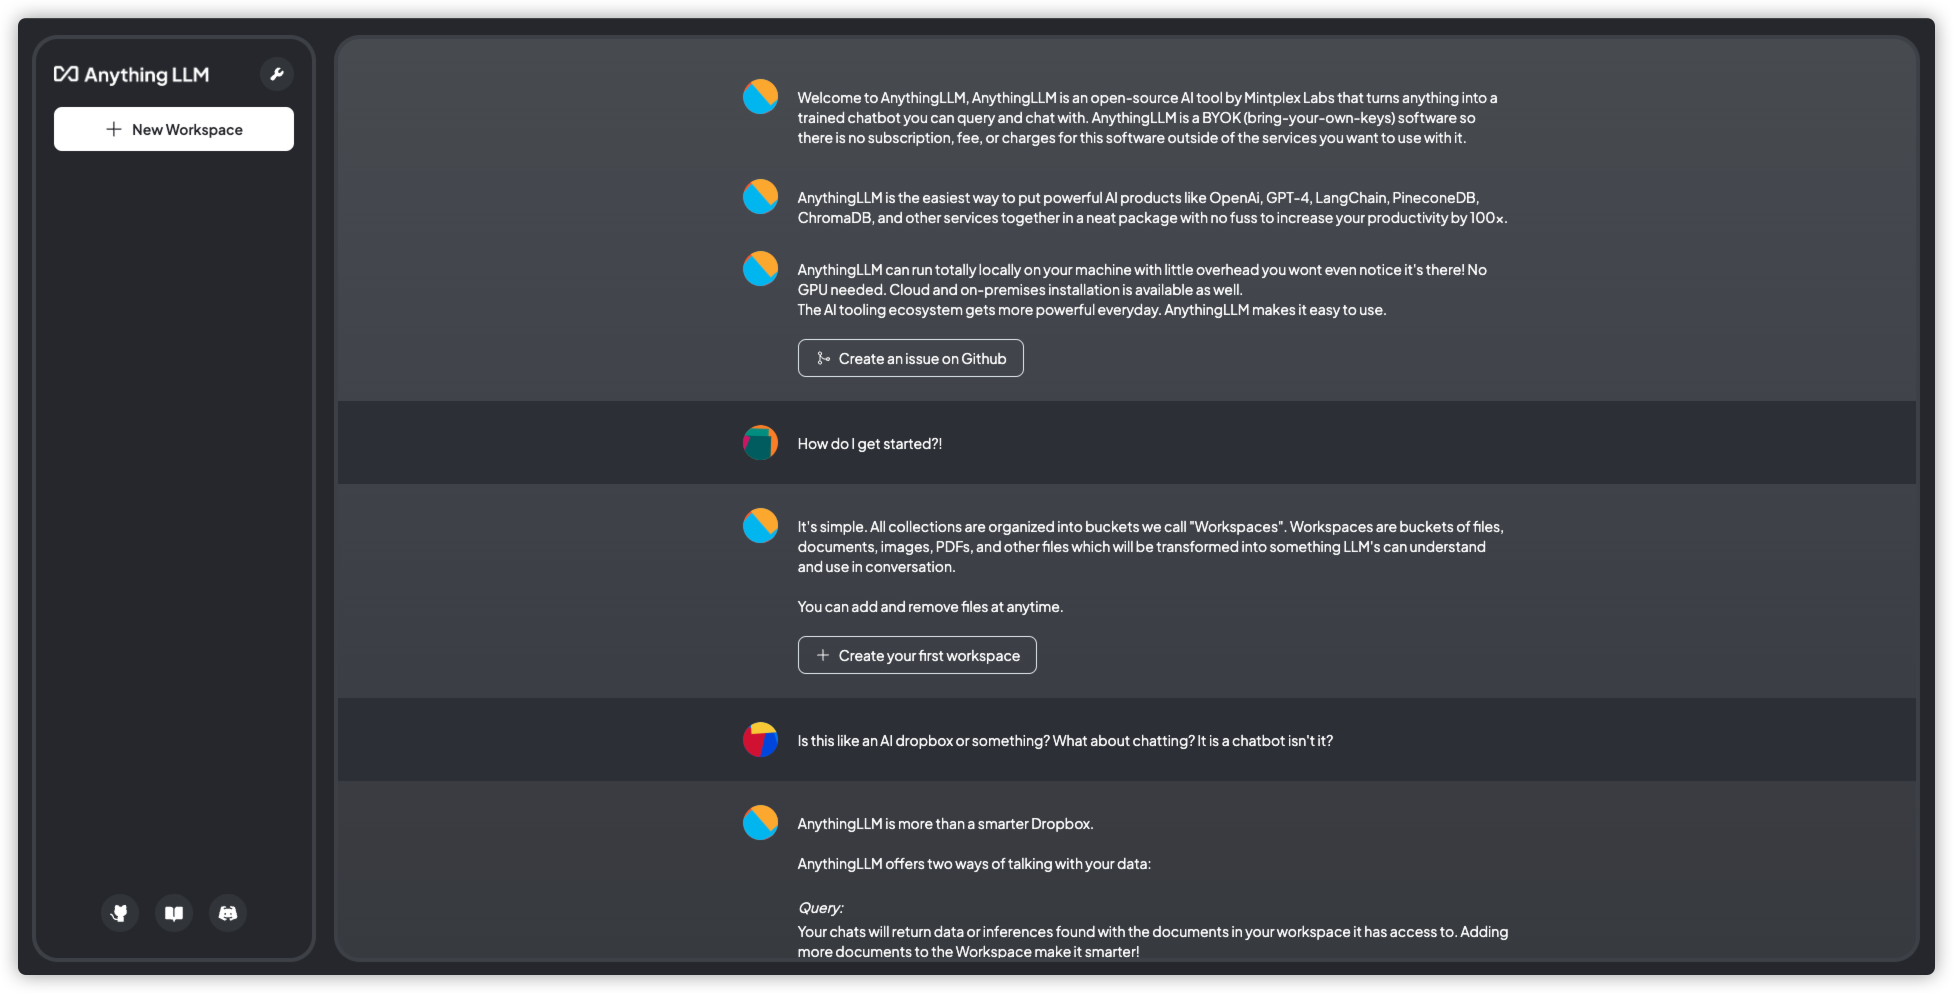 Anything LLM
New Workspace
Welcome to AnythingLLM, AnythingLLM is an open-source AI tool by Mintplex Labs that turns anything into a
trained chatbot you can query and chat with. AnythingLLM is a BYOK (bring-your-own-keys) software so
there is no subscription, fee, or charges for this software outside of the services you want to use with it.
AnythingLLM is the easiest way to put powerful AI products like OpenAi, GPT-4, LangChain, PineconeDB,
ChromaDB, and other services together in a neat package with no fuss to increase your productivity by 100x.
AnythingLLM can run totally locally on your machine with little overhead you wont even notice it's there! No
GPU needed. Cloud and on-premises installation is available as well.
The AI tooling ecosystem gets more powerful everyday. AnythingLLM makes it easy to use.
Create an issue on Github
How do I get started?!
It's simple. All collections are organized into buckets we call "Workspaces". Workspaces are buckets of files,
documents, images, PDFs, and other files which will be transformed into something LLM's can understand
and use in conversation.
You can add and remove files at anytime.
Create your first workspace
Is this like an AI dropbox or something? What about chatting? It is a chatbot isn't it?
AnythingLLM is more than a smarter Dropbox.
AnythingLLM offers two ways of talking with your data:
Query:
Your chats will return data or inferences found with the documents in your workspace it has access to. Adding
more documents to the Workspace make it smarter!